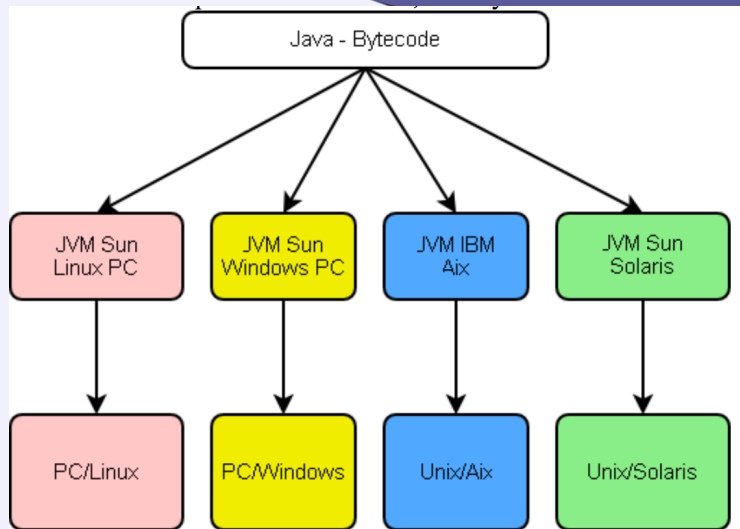 Java - Bytecode
JVM Sun
Linux PC
JVM Sun
Windows PC
JVM IBM
Aix
JVM Sun
Solaris
PC/Linux
PC/Windows
Unix/Aix
Unix/Solaris